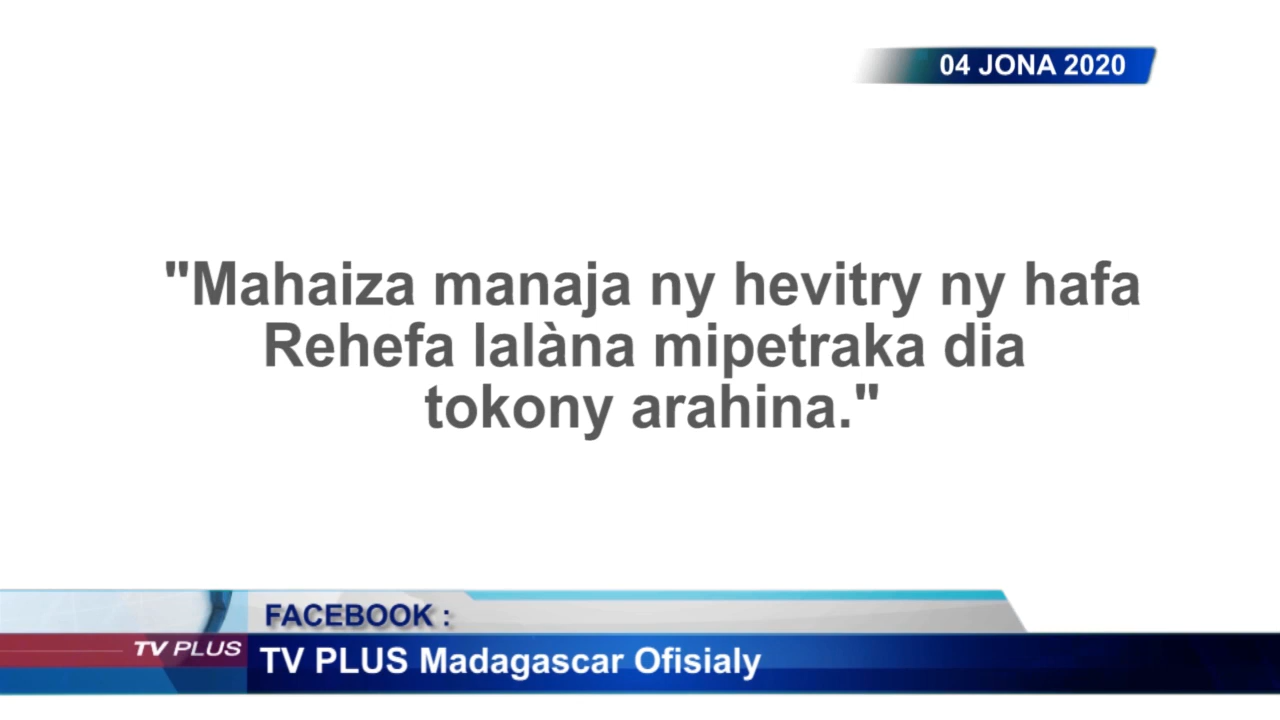 04 JONA 2020
"Mahaiza manaja ny hevitry ny hafa
Rehefa lalàna mipetraka dia
tokony arahina."
FACEBOOK :
TV PLUS
TV PLUS Madagascar Ofisialy